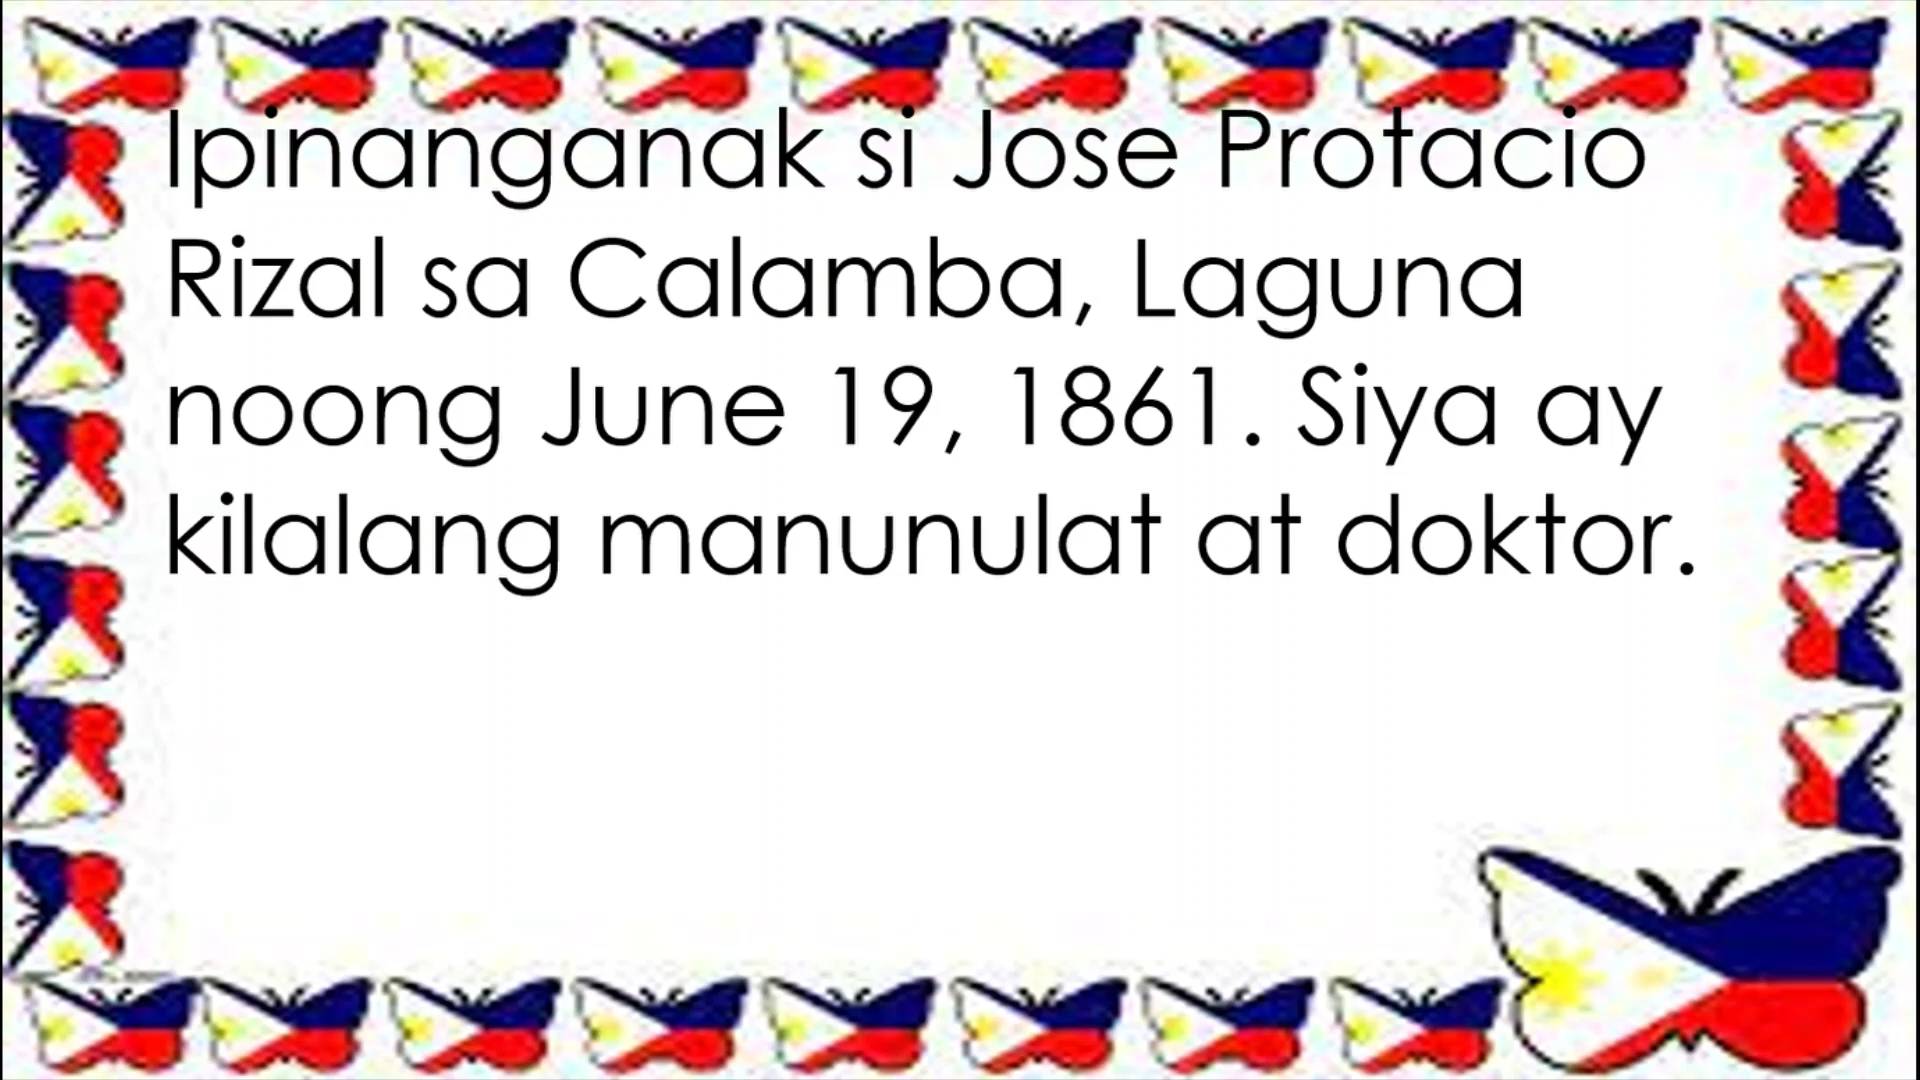 Ipinanganak si Jose Protacio
Rizal sa Calamba, Laguna
noong June 19, 1861. Siya ay
kilalang manunulat at doktor.